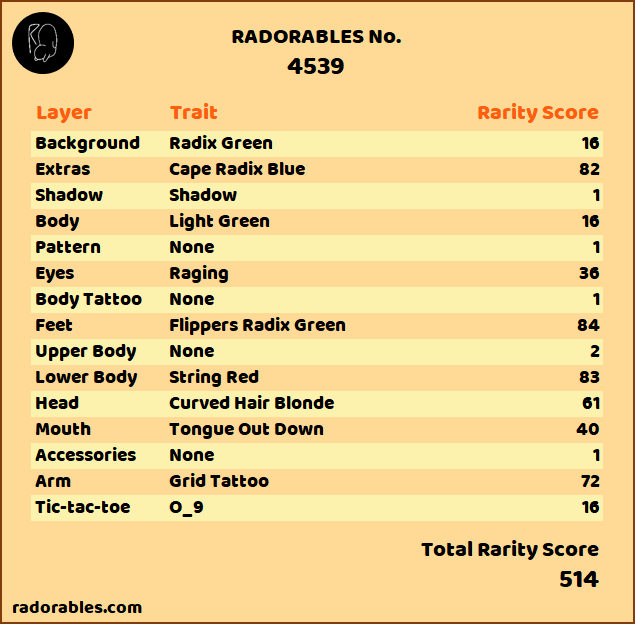 RADORABLES No.
4539
Layer Trait Rarity Score
Background Radix Green 16
Extras Cape Radix Blue 82
Shadow Shadow 1
Body Light Green 16
Pattern None 1
Eyes Raging 36
Body Tattoo None 1
Feet Flippers Radix Green 84
Upper Body None 2
Lower Body String Red 83
Head Curved Hair Blonde 61
Mouth Tongue Out Down 40
Accessories None 1
Arm Grid Tattoo 72
Tic-tac-toe O_9 16
Total Rarity Score
514
radorables.com